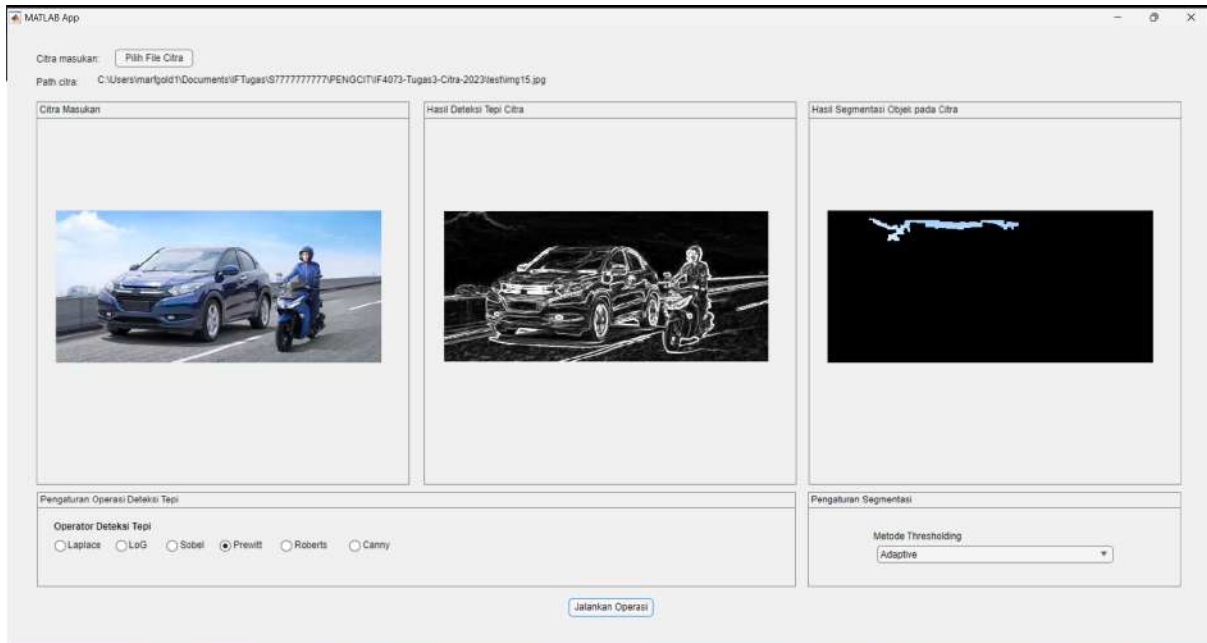 MATLAB App
Citra masukan: Pilih File Citra
Path citra: C:\Users\marfgold1\Documents\IFTugas\S7777777777\PENGCIT\IF4073-Tugas3-Citra-2023\test\img15.jpg
Citra Masukan
Hasil Deteksi Tepi Citra
Hasil Segmentasi Objek pada Citra
Pengaturan Operasi Deteksi Tepi
Pengaturan Segmentasi
Operator Deteksi Tepi
Laplace LoG Sobel Prewitt Roberts Canny
Metode Thresholding
Adaptive
Jalankan Operasi